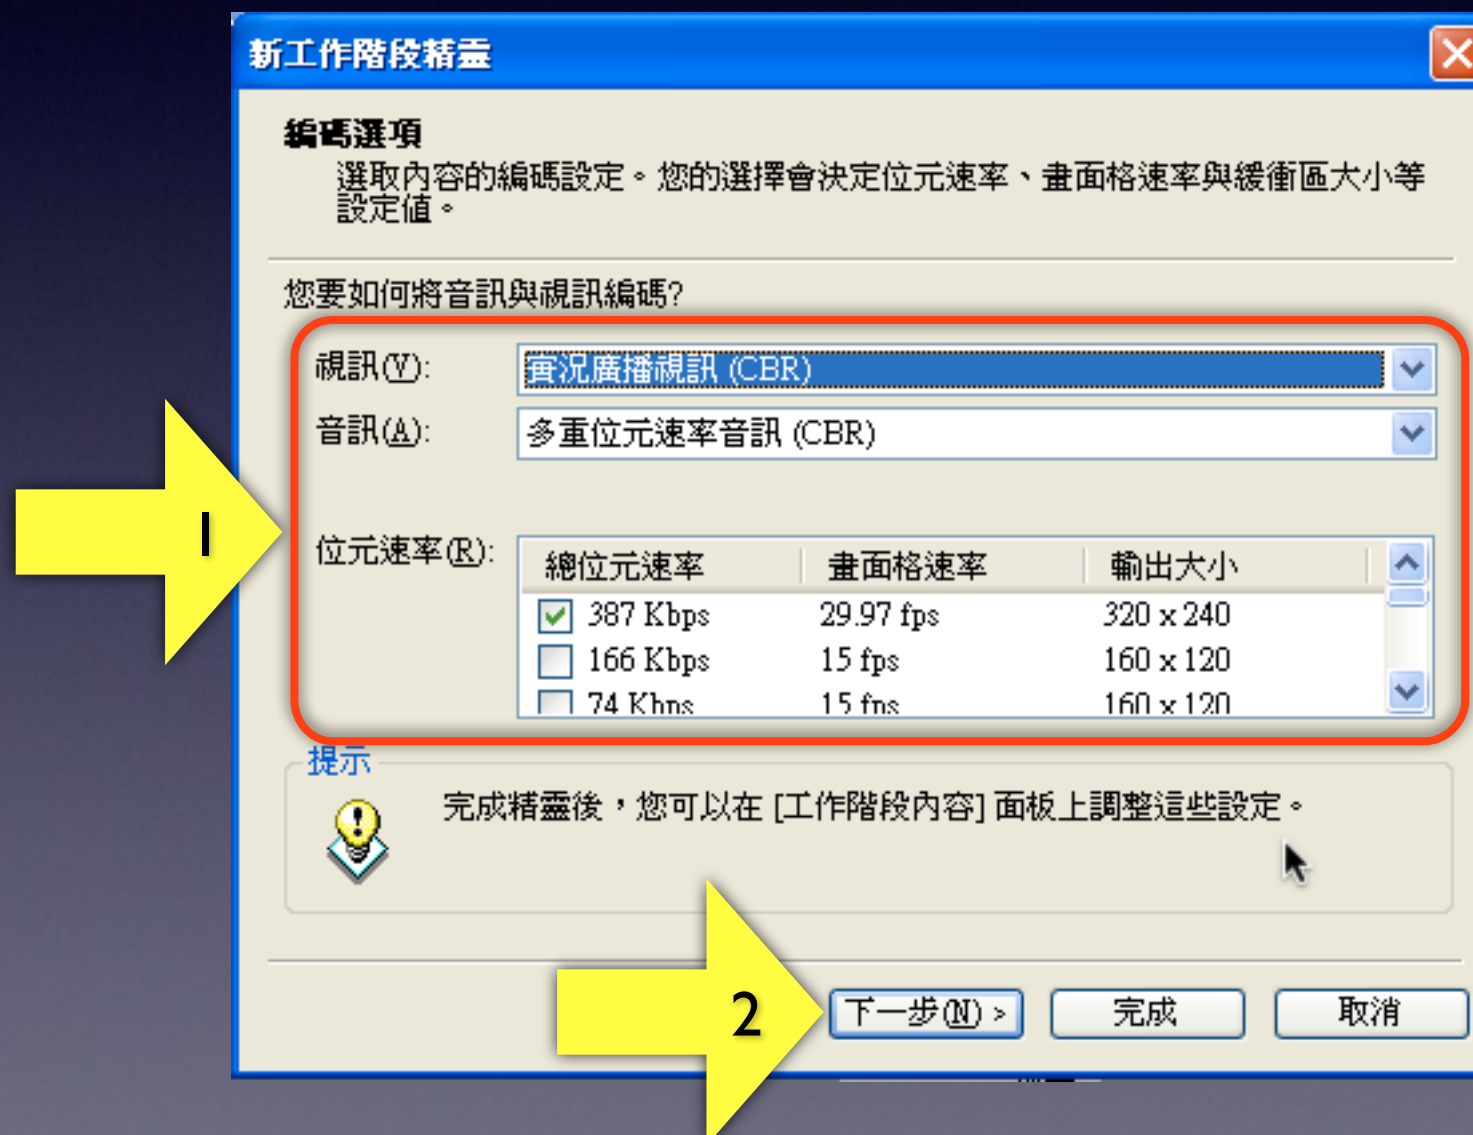 新工作階段精靈
編碼選項
選取內容的編碼設定。您的選擇會決定位元速率、畫面格速率與緩衝區大小等
設定值。
您要如何將音訊與視訊編碼?
視訊(V): 實況廣播視訊 (CBR)
音訊(A): 多重位元速率音訊 (CBR)
1
位元速率(R): 總位元速率 畫面格速率 輸出大小
387 Kbps 29.97 fps 320 x 240
166 Kbps 15 fps 160 x 120
74 Kbps 15 fps 160 x 120
提示
完成精靈後，您可以在 [工作階段內容] 面板上調整這些設定。
2
下一步(N) > 完成 取消